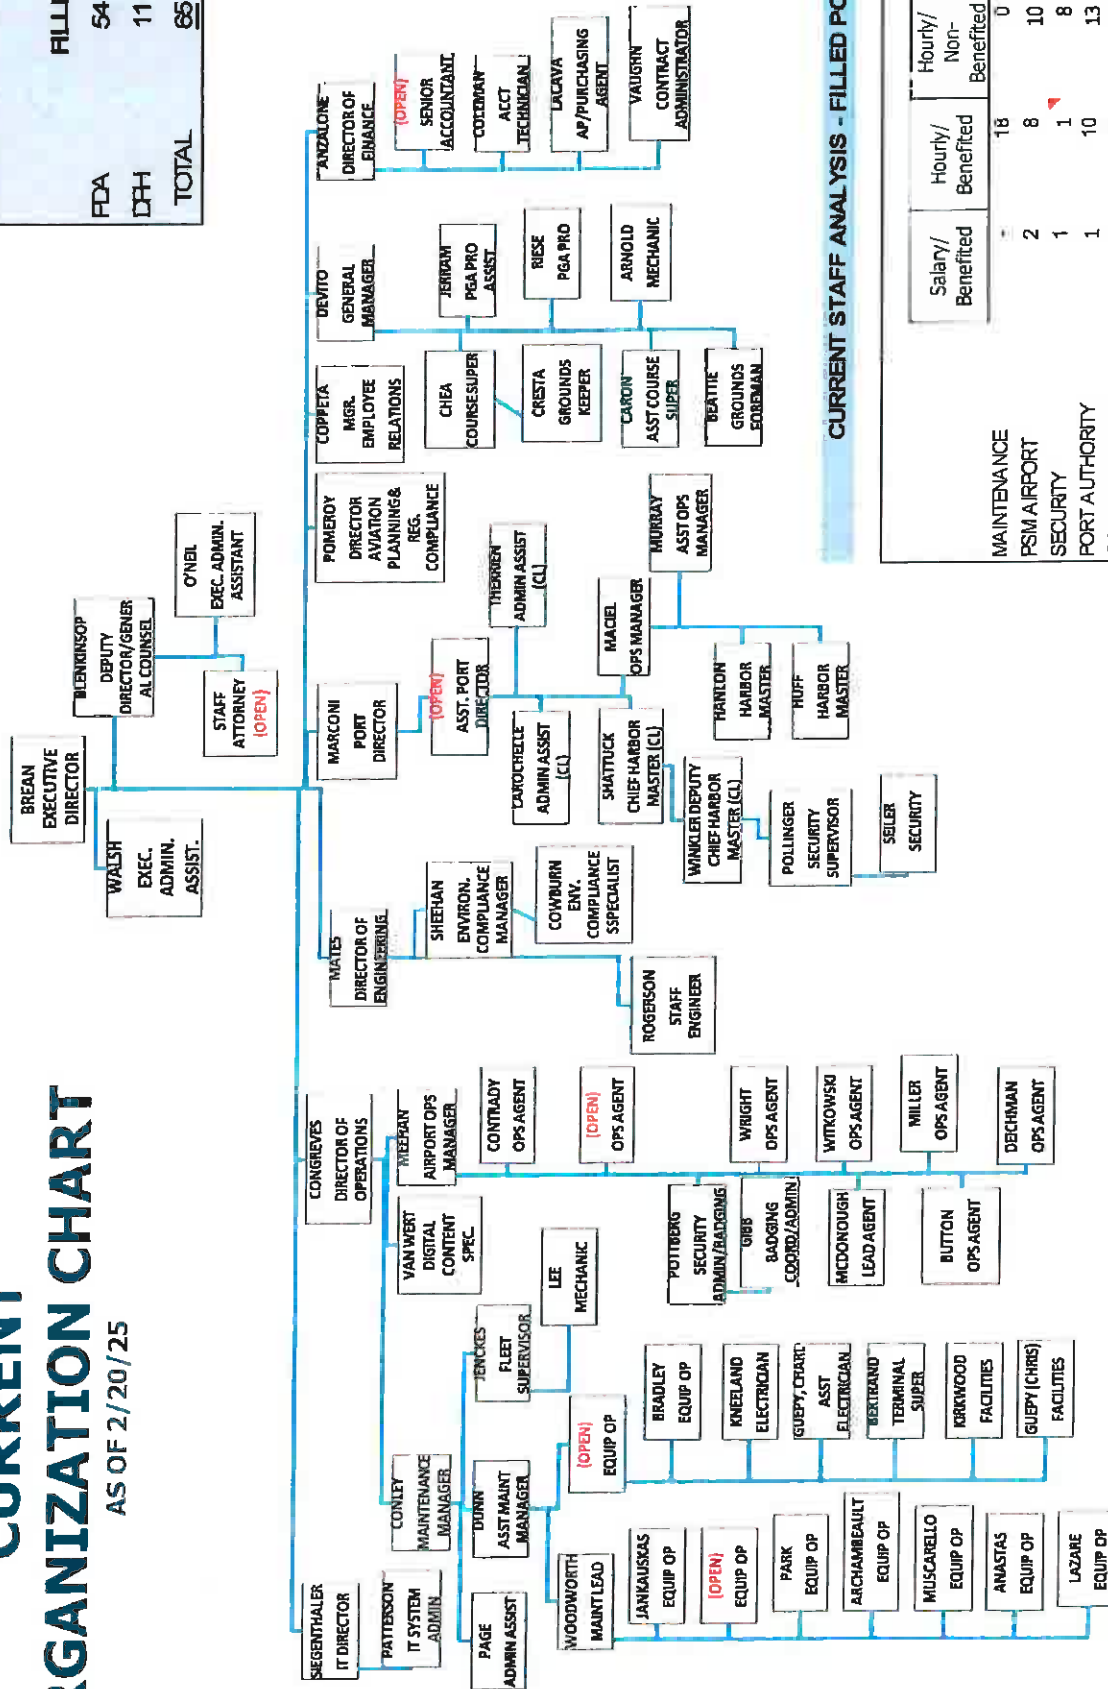 CURRENT
RGANIZATION CHART
AS OF 2/20/25
FILLE
PDA 54
11
TOTAL 65
BREAN
EXECUTIVE
DIRECTOR
WALSH
EXEC.
ADMIN.
ASSIST.
BLENKINSOP
DEPUTY
DIRECTOR/GENER
AL COUNSEL
STAFF
ATTORNEY
(OPEN)
O'NEIL
EXEC. ADMIN.
ASSISTANT
SIEGENTHALER
IT DIRECTOR
PATTERSON
IT SYSTEM
ADMIN
CONGREVES
DIRECTOR OF
OPERATIONS
CONLEY
MAINTENANCE
MANAGER
VAN WERT
DIGITAL
CONTENT
SPEC.
MEEHAN
AIRPORT OPS
MANAGER
PAGE
ADMIN ASSIST
DUNN
ASST MAINT
MANAGER
JENCKES
FLEET
SUPERVISOR
LEE
MECHANIC
WOODWORTH
MAINT LEAD
(OPEN)
EQUIP OP
JANKAUSKAS
EQUIP OP
(OPEN)
EQUIP OP
PARK
EQUIP OP
ARCHAMBEAULT
EQUIP OP
MUSCARELLO
EQUIP OP
ANASTAS
EQUIP OP
LAZARE
EQUIP OP
BRADLEY
EQUIP OP
KNEELAND
ELECTRICIAN
GUEPY, CHARD
ASST
ELECTRICIAN
BERTRAND
TERMINAL
SUPER
KIRKWOOD
FACILITIES
GUEPY (CHRIS)
FACILITIES
CONTRADY
OPS AGENT
(OPEN)
OPS AGENT
POTTBERG
SECURITY
ADMIN/BADGING
GIBB
BADGING
COORD/ADMIN
WRIGHT
OPS AGENT
WITKOWSKI
OPS AGENT
MCDONOUGH
LEAD AGENT
MILLER
OPS AGENT
BUTTON
OPS AGENT
DEICHMAN
OPS AGENT
MATES
DIRECTOR OF
ENGINEERING
SHEEHAN
ENVIRON.
COMPLIANCE
MANAGER
COWBURN
ENV.
COMPLIANCE
SSPECIALIST
ROGERSON
STAFF
ENGINEER
MARCONI
PORT
DIRECTOR
(OPEN)
ASST. PORT
DIRECTOR
LAROCHELLE
ADMIN ASSIST
(CL)
THERRIEN
ADMIN ASSIST
(CL)
SHATTUCK
CHIEF HARBOR
MASTER (CL)
MACIEL
OPS MANAGER
WINKLER DEPUTY
CHIEF HARBOR
MASTER (CL)
MURRAY
ASST OPS
MANAGER
HANLON
HARBOR
MASTER
HUFF
HARBOR
MASTER
POLLINGER
SECURITY
SUPERVISOR
SEILER
SECURITY
POMEROY
DIRECTOR
AVIATION
PLANNING&
REG.
COMPLIANCE
COPPETA
MGR.
EMPLOYEE
RELATIONS
DEVITO
GENERAL
MANAGER
CHEA
COURSE SUPER
JERRAM
PGA PRO
ASSIST
CRESTA
GROUNDS
KEEPER
RIESE
PGA PRO
CARON
ASST COURSE
SUPER
ARNOLD
MECHANIC
BEATTIE
GROUNDS
FOREMAN
ANZALONE
DIRECTOR OF
FINANCE
(OPEN)
SENIOR
ACCOUNTANT
COLEMAN
ACCT
TECHNICIAN
LACAVA
AP/PURCHASING
AGENT
VAUGHN
CONTRACT
ADMINISTRATOR
CURRENT STAFF ANALYSIS - FILLED PO
Salary/
Benefited
Hourly/
Benefited
Hourly/
Non-
Benefited
MAINTENANCE - 18 0
PSM AIRPORT 2 8 10
SECURITY 1 1 8
PORT AUTHORITY 1 10 13